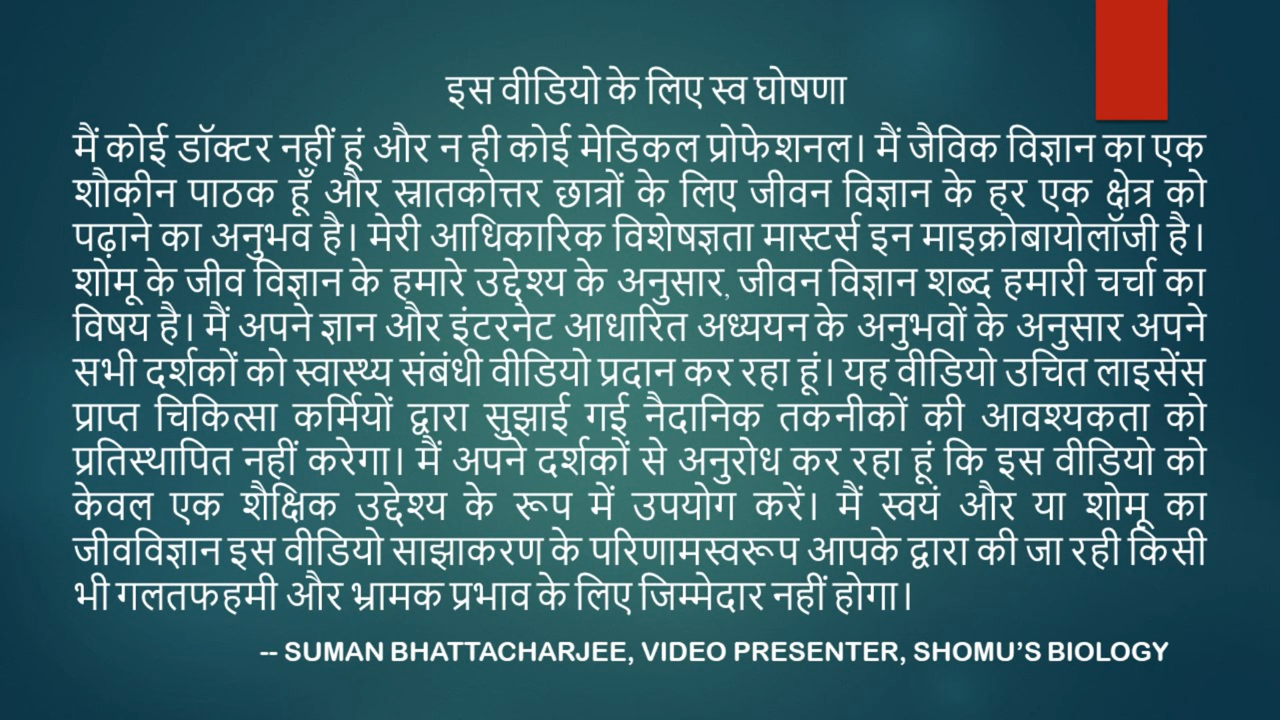 इस वीडियो के लिए स्व घोषणा
मैं कोई डॉक्टर नहीं हूं और न ही कोई मेडिकल प्रोफेशनल। मैं जैविक विज्ञान का एक
शौकीन पाठक हूँ और स्नातकोत्तर छात्रों के लिए जीवन विज्ञान के हर एक क्षेत्र को
पढ़ाने का अनुभव है। मेरी आधिकारिक विशेषज्ञता मास्टर्स इन माइक्रोबायोलॉजी है।
शोमू के जीव विज्ञान के हमारे उद्देश्य के अनुसार, जीवन विज्ञान शब्द हमारी चर्चा का
विषय है। मैं अपने ज्ञान और इंटरनेट आधारित अध्ययन के अनुभवों के अनुसार अपने
सभी दर्शकों को स्वास्थ्य संबंधी वीडियो प्रदान कर रहा हूं। यह वीडियो उचित लाइसेंस
प्राप्त चिकित्सा कर्मियों द्वारा सुझाई गई नैदानिक तकनीकों की आवश्यकता को
प्रतिस्थापित नहीं करेगा। मैं अपने दर्शकों से अनुरोध कर रहा हूं कि इस वीडियो को
केवल एक शैक्षिक उद्देश्य के रूप में उपयोग करें। मैं स्वयं और या शोमू का
जीवविज्ञान इस वीडियो साझाकरण के परिणामस्वरूप आपके द्वारा की जा रही किसी
भी गलतफहमी और भ्रामक प्रभाव के लिए जिम्मेदार नहीं होगा।
-- SUMAN BHATTACHARJEE, VIDEO PRESENTER, SHOMU’S BIOLOGY